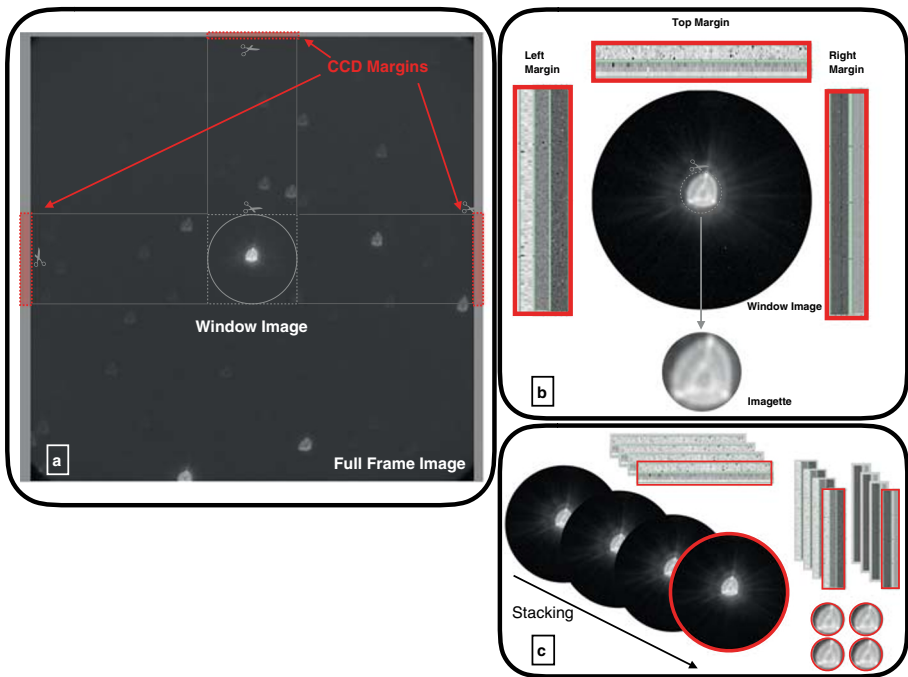 CCD Margins
Window Image
a
Full Frame Image
Top Margin
Left
Margin
Right
Margin
Window Image
b
Imagette
Stacking
c